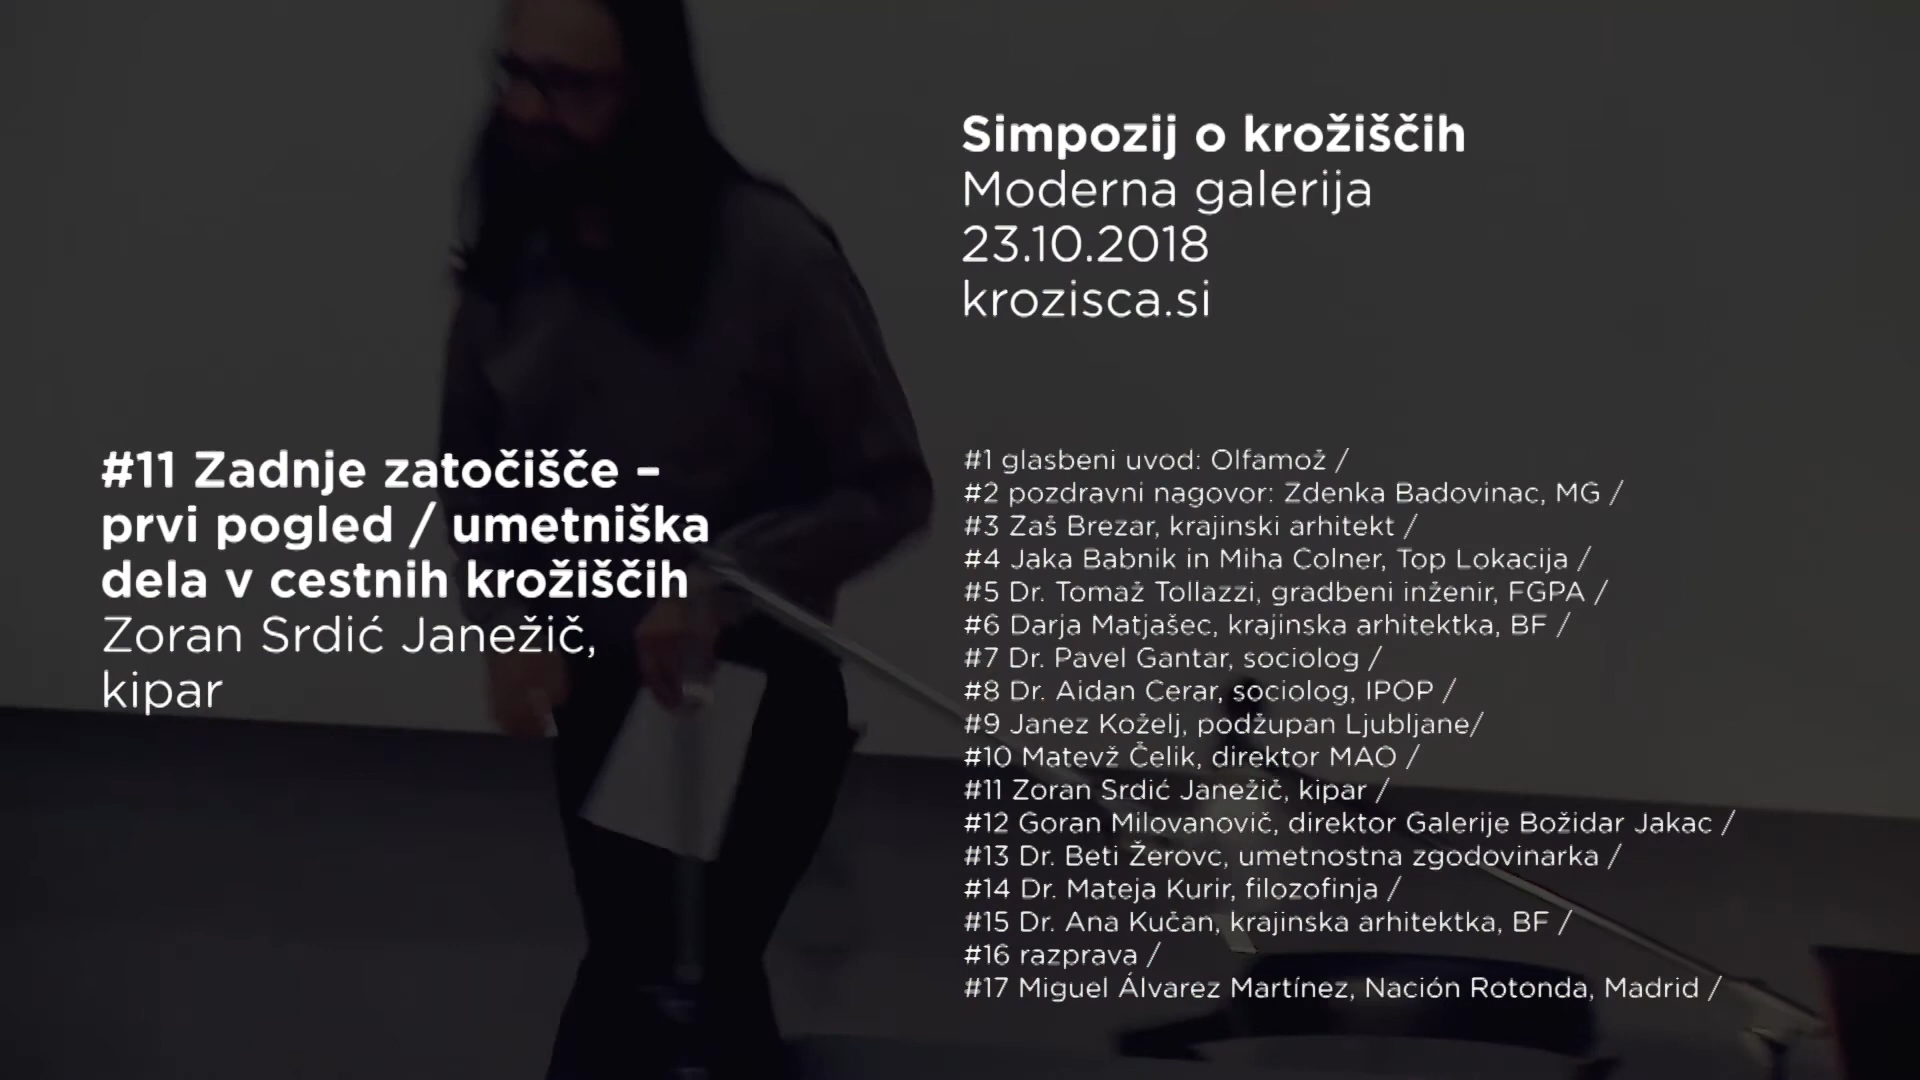 Simpozij o krožiščih
Moderna galerija
23.10.2018
krozisca.si
#11 Zadnje zatočišče –
prvi pogled / umetniška
dela v cestnih krožiščih
Zoran Srdić Janežič,
kipar
#1 glasbeni uvod: Olfamož /
#2 pozdravni nagovor: Zdenka Badovinac, MG /
#3 Zaš Brezar, krajinski arhitekt /
#4 Jaka Babnik in Miha Colner, Top Lokacija /
#5 Dr. Tomaž Tollazzi, gradbeni inženir, FGPA /
#6 Darja Matjašec, krajinska arhitektka, BF /
#7 Dr. Pavel Gantar, sociolog /
#8 Dr. Aidan Cerar, sociolog, IPOP /
#9 Janez Koželj, podžupan Ljubljane/
#10 Matevž Čelik, direktor MAO /
#11 Zoran Srdić Janežič, kipar /
#12 Goran Milovanovič, direktor Galerije Božidar Jakac /
#13 Dr. Beti Žerovc, umetnostna zgodovinarka /
#14 Dr. Mateja Kurir, filozofinja /
#15 Dr. Ana Kučan, krajinska arhitektka, BF /
#16 razprava /
#17 Miguel Álvarez Martínez, Nación Rotonda, Madrid /